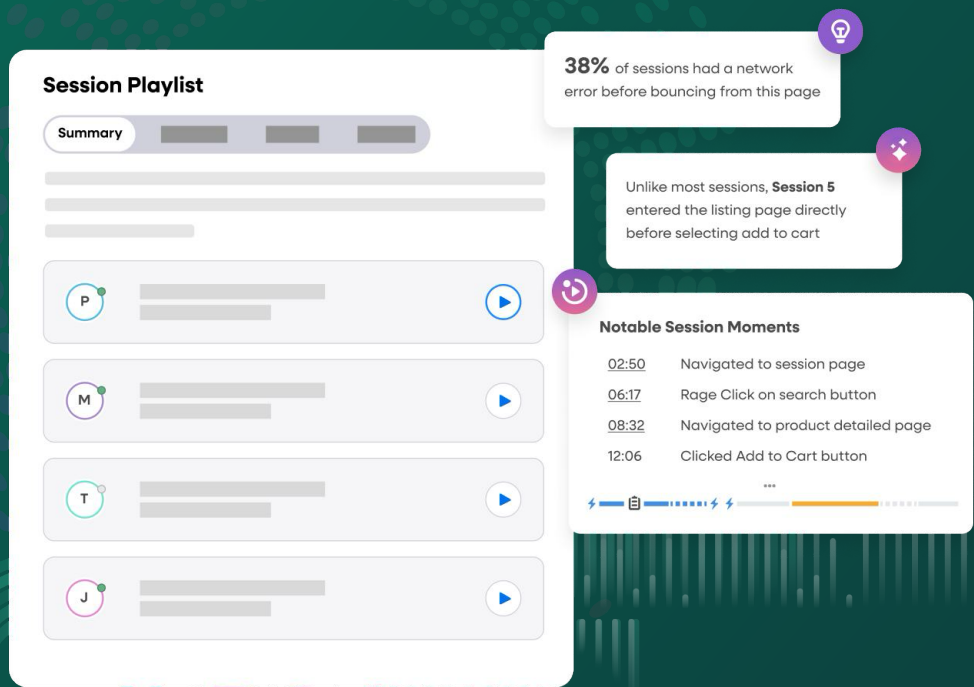 Session Playlist
Summary
P
M
T
J
38% of sessions had a network
error before bouncing from this page
Unlike most sessions, Session 5
entered the listing page directly
before selecting add to cart
Notable Session Moments
02:50 Navigated to session page
06:17 Rage Click on search button
08:32 Navigated to product detailed page
12:06 Clicked Add to Cart button
...